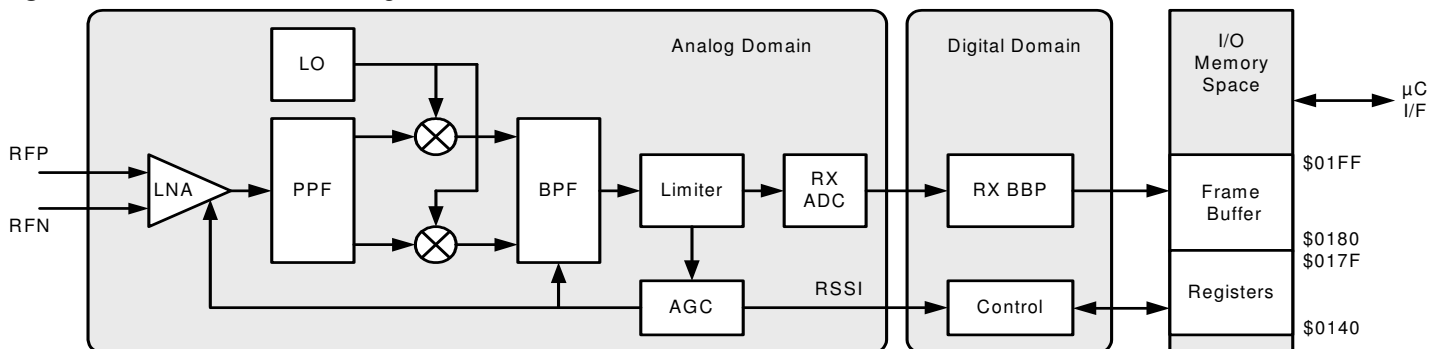 Analog Domain
Digital Domain
I/O
Memory
Space
µC
I/F
LO
RFP
RFN
LNA
PPF
BPF
Limiter
RX
ADC
RX BBP
Frame
Buffer
$01FF
$0180
$017F
AGC
RSSI
Control
Registers
$0140